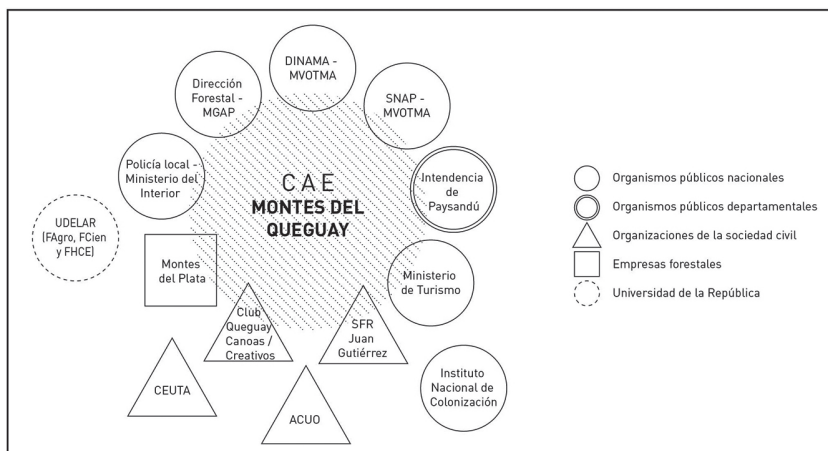 DINAMA -
MVOTMA
Dirección
Forestal -
MGAP
SNAP -
MVOTMA
Policía local -
Ministerio del
Interior
CAE
MONTES DEL
QUEGUAY
Intendencia
de
Paysandú
UDELAR
(FAgro, FCien
y FHCE)
Montes
del Plata
Ministerio
de Turismo
Club
Queguay
Canoas /
Creativos
SFR
Juan
Gutiérrez
CEUTA
ACUO
Instituto
Nacional de
Colonización
Organismos públicos nacionales
Organismos públicos departamentales
Organizaciones de la sociedad civil
Empresas forestales
Universidad de la República